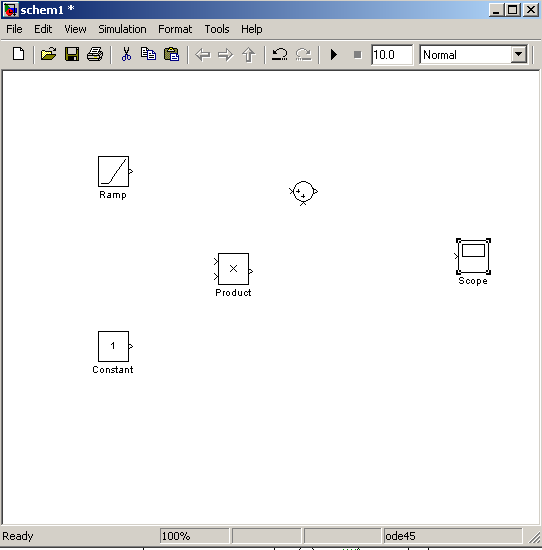 schem1 *
File Edit View Simulation Format Tools Help
10.0 Normal
Ramp
Product
Scope
1
Constant
Ready 100% ode45